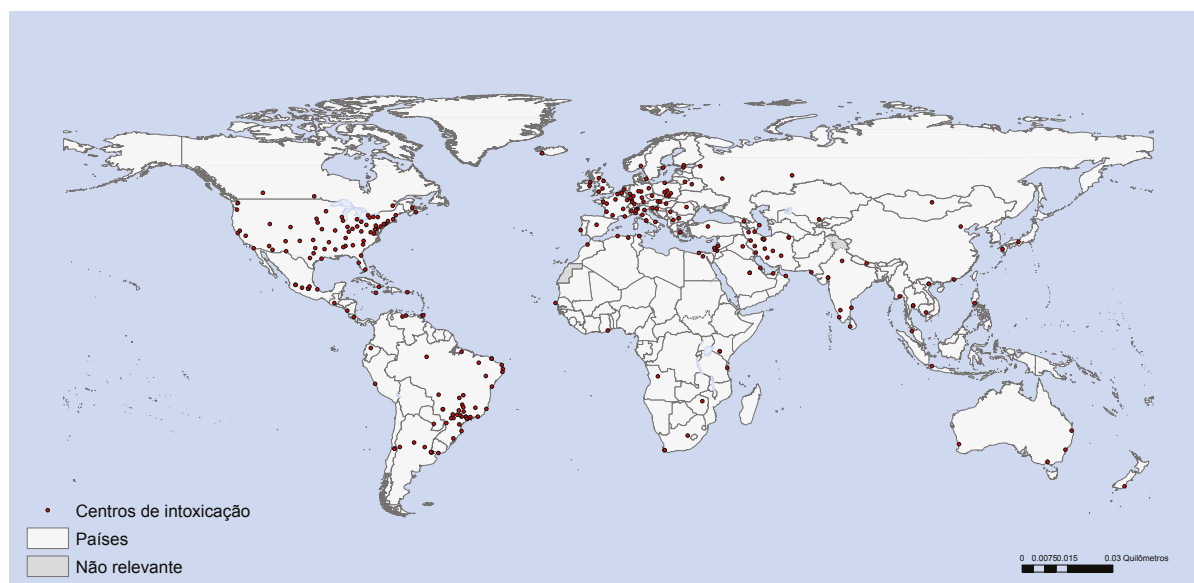 Centros de intoxicação
Países
Não relevante
0 0.00750.015 0.03 Quilômetros